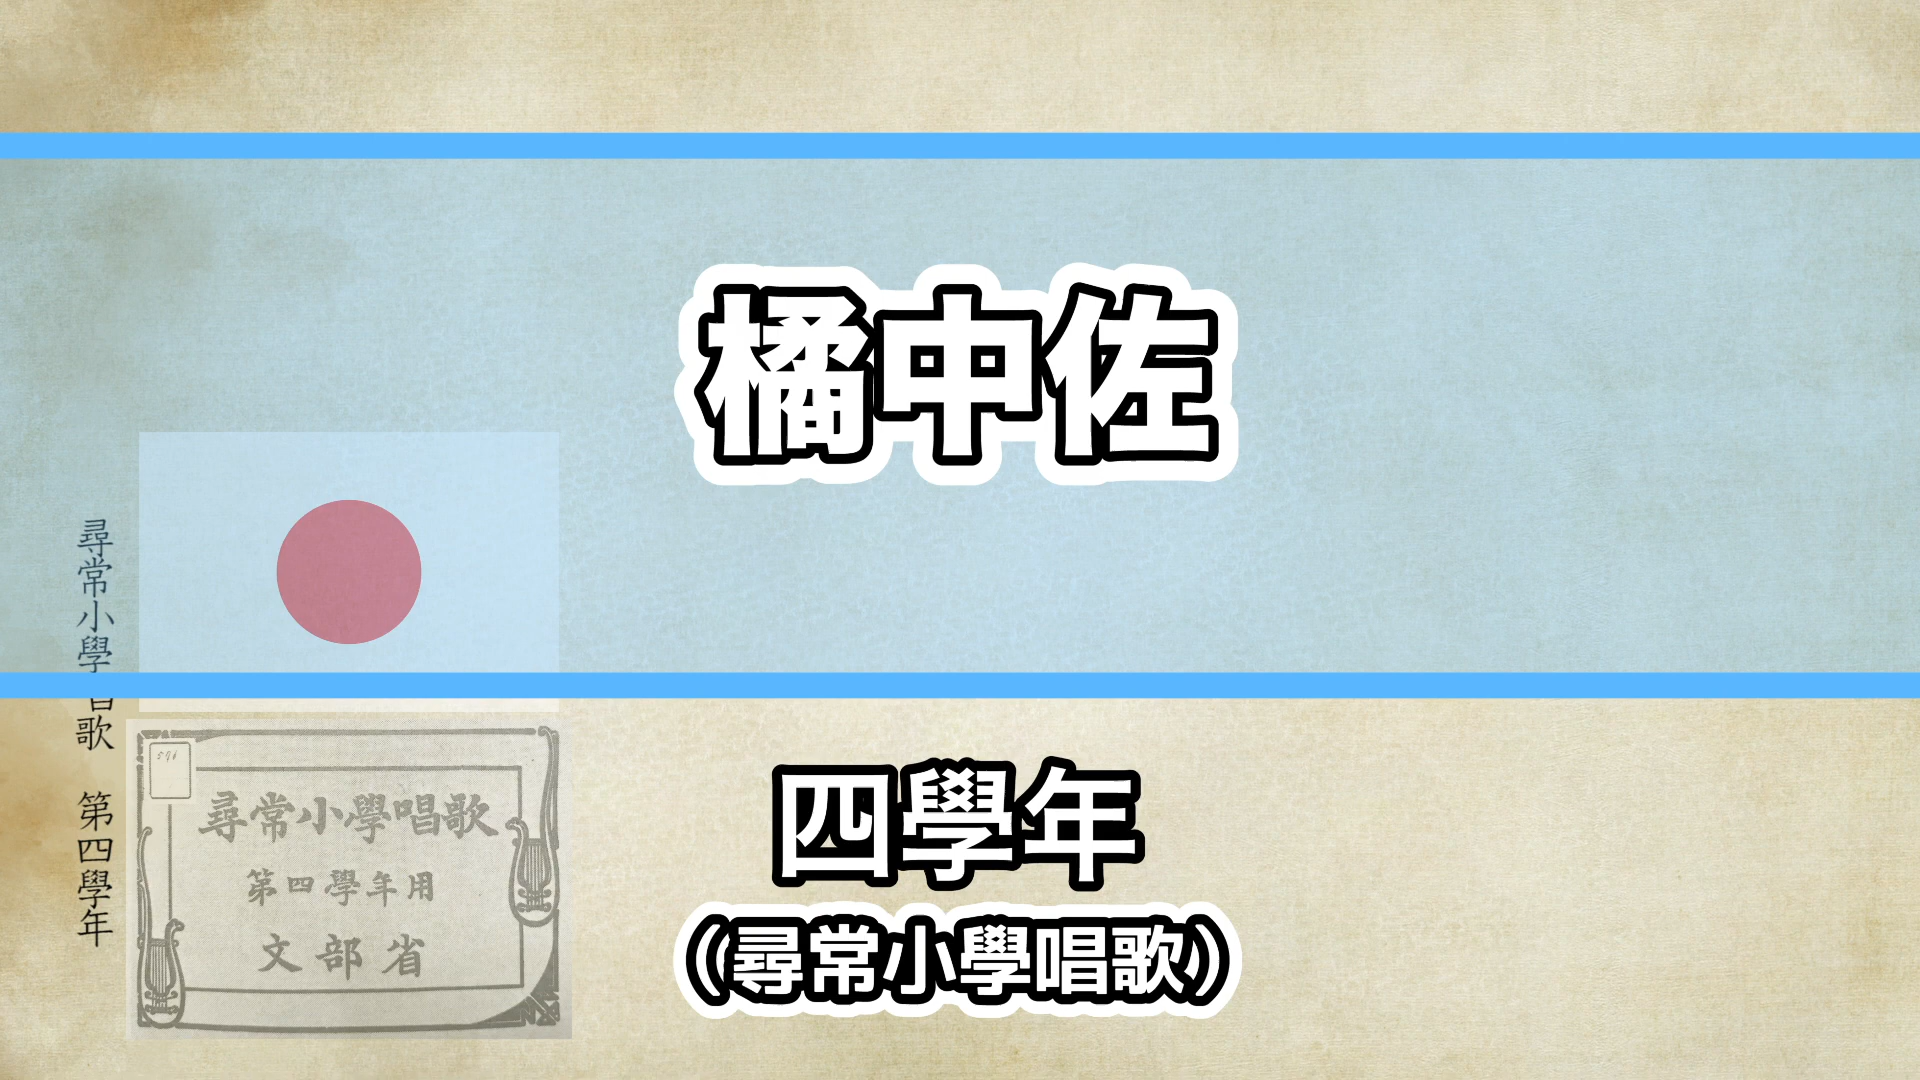 橘中佐
四學年
（尋常小學唱歌）
尋常小學唱歌 第四學年
尋常小學唱歌
第四學年用
文部省